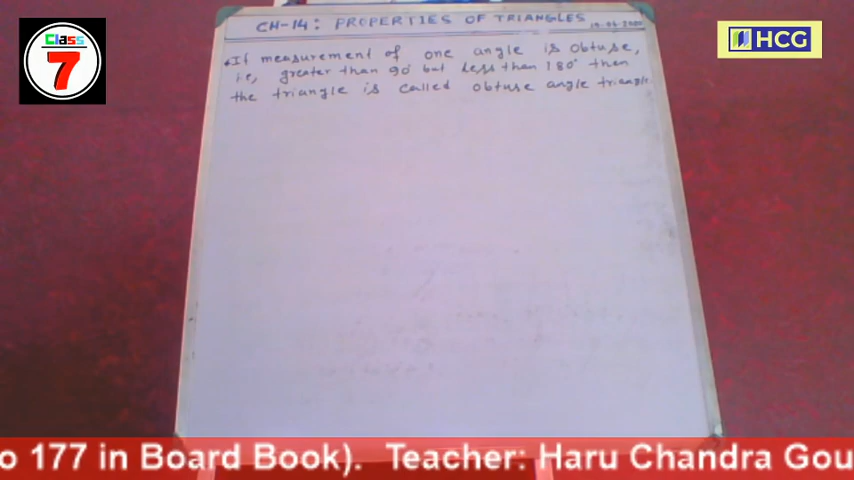 Class
7
HCG
CH-14: PROPERTIES OF TRIANGLES
If measurement of one angle is obtuse,
i.e, greater than 90° but less than 180° then
the triangle is called obtuse angle triangle
o 177 in Board Book). Teacher: Haru Chandra Gou